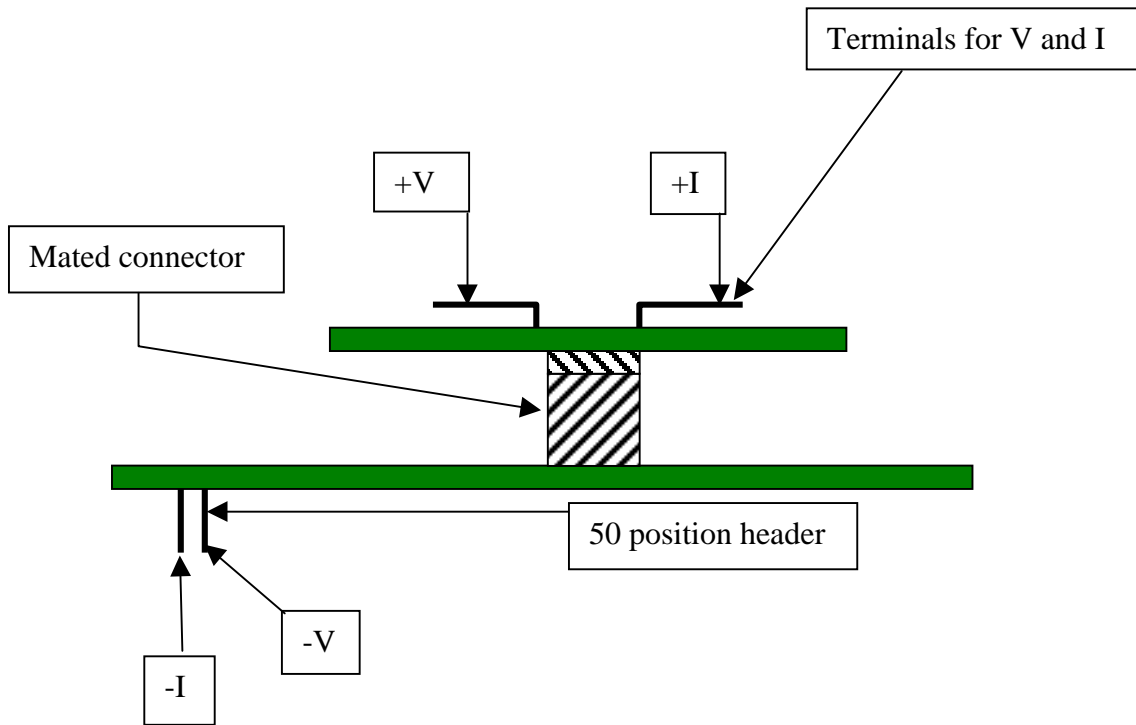 Terminals for V and I
+V
+I
Mated connector
50 position header
-V
-I